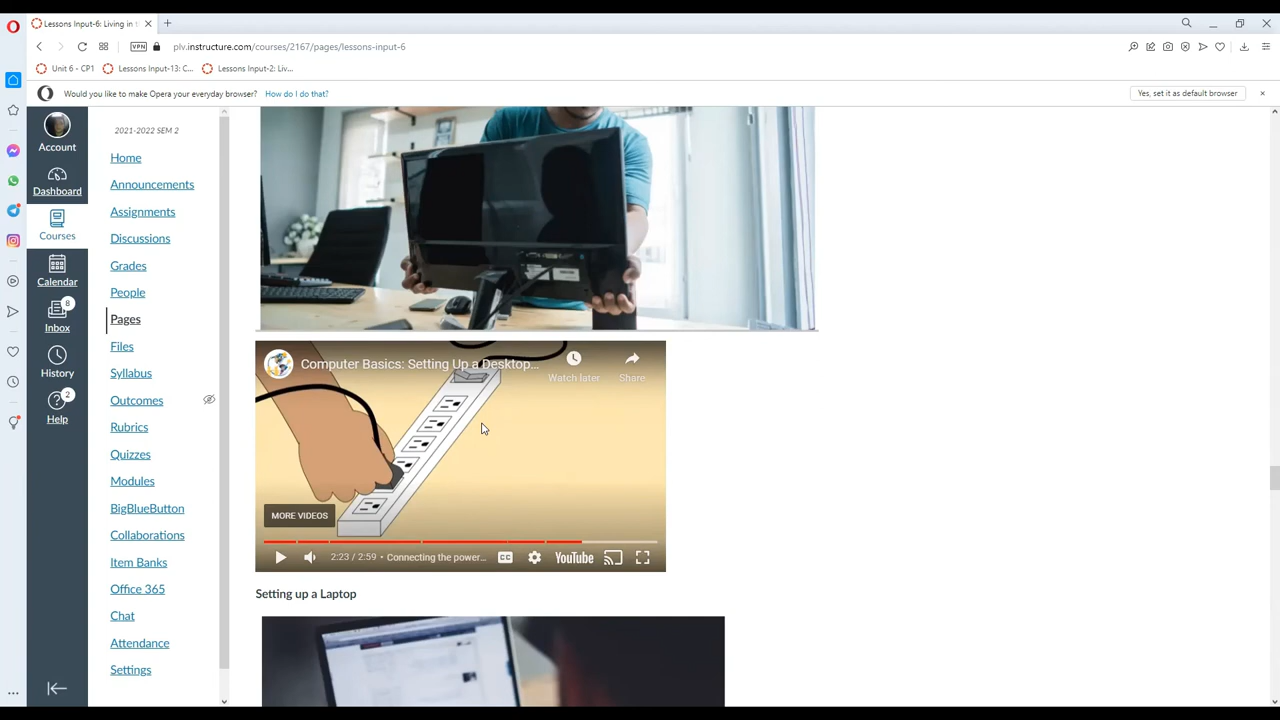 Lessons Input-6: Living in t
plv.instructure.com/courses/2167/pages/lessons-input-6
VPN
Unit 6 - CP1
Lessons Input-13: C...
Lessons Input-2: Liv...
Would you like to make Opera your everyday browser?
How do I do that?
Yes, set it as default browser
Account
Dashboard
Courses
Calendar
8
Inbox
History
2
Help
2021-2022 SEM 2
Home
Announcements
Assignments
Discussions
Grades
People
Pages
Files
Syllabus
Outcomes
Rubrics
Quizzes
Modules
BigBlueButton
Collaborations
Item Banks
Office 365
Chat
Attendance
Settings
Computer Basics: Setting Up a Desktop...
Watch later
Share
MORE VIDEOS
2:23 / 2:59 • Connecting the power...
CC
YouTube
Setting up a Laptop